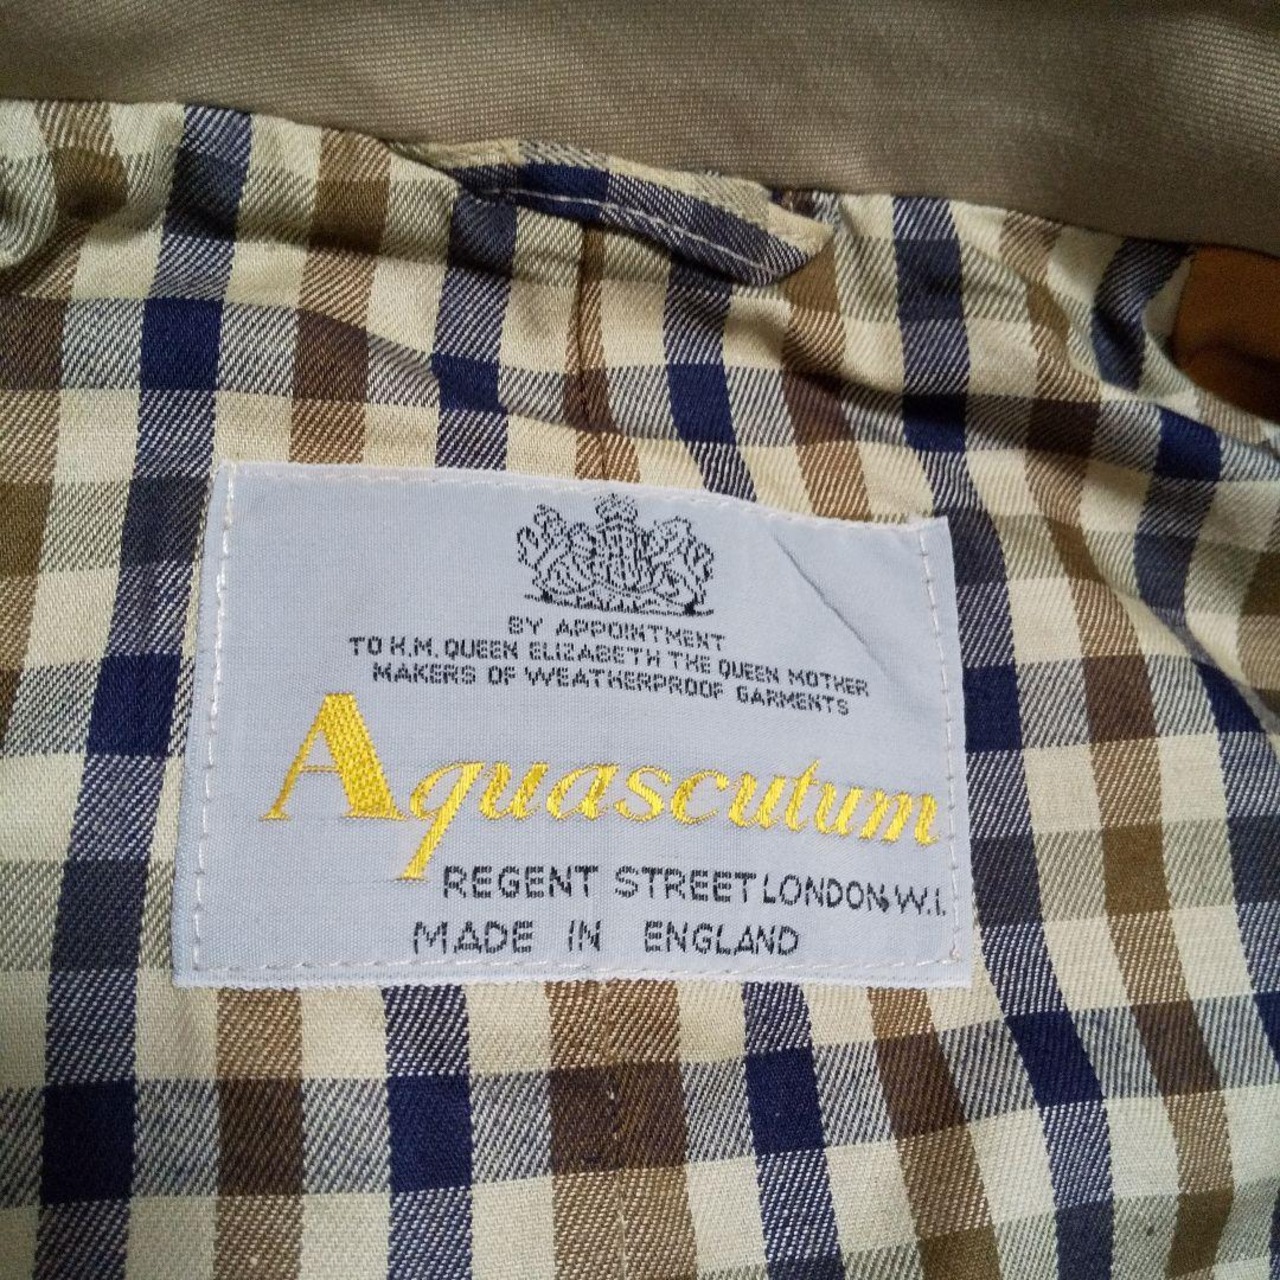 BY APPOINTMENT
TO H.M. QUEEN ELIZABETH THE QUEEN MOTHER
MAKERS OF WEATHERPROOF GARMENTS
Aquascutum
REGENT STREET LONDON, W.I.
MADE IN ENGLAND